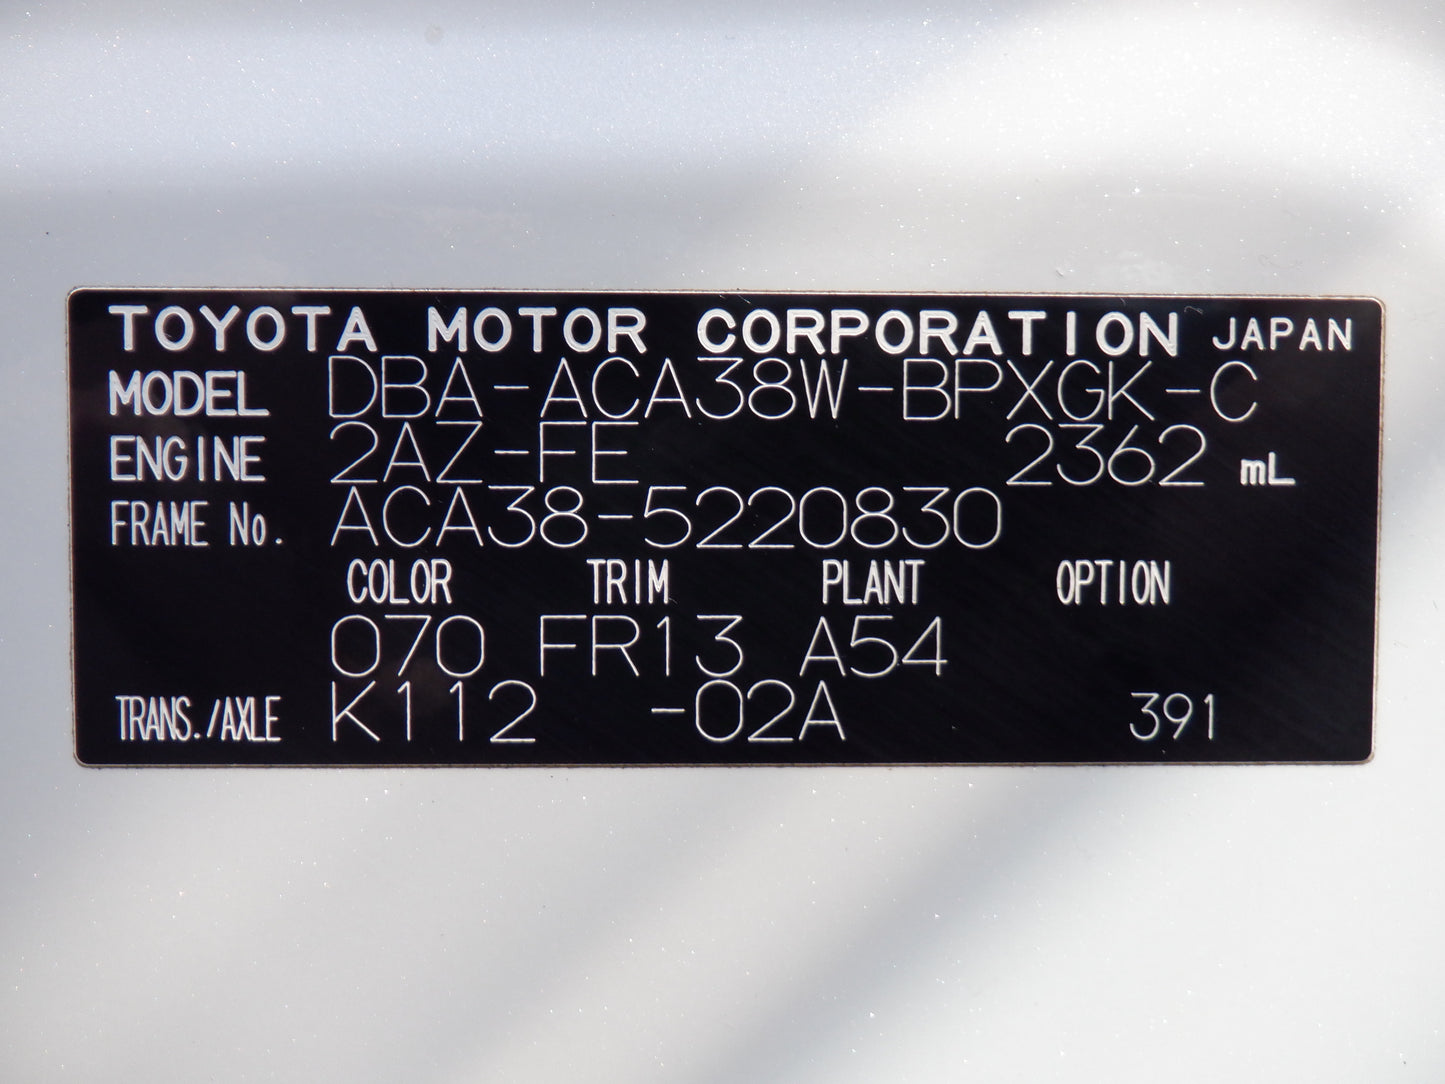 TOYOTA MOTOR CORPORATION JAPAN
MODEL DBA-ACA38W-BPXGK-C
ENGINE 2AZ-FE 2362 mL
FRAME No. ACA38-5220830
COLOR TRIM PLANT OPTION
070 FR13 A54
TRANS./AXLE K112 -02A 391